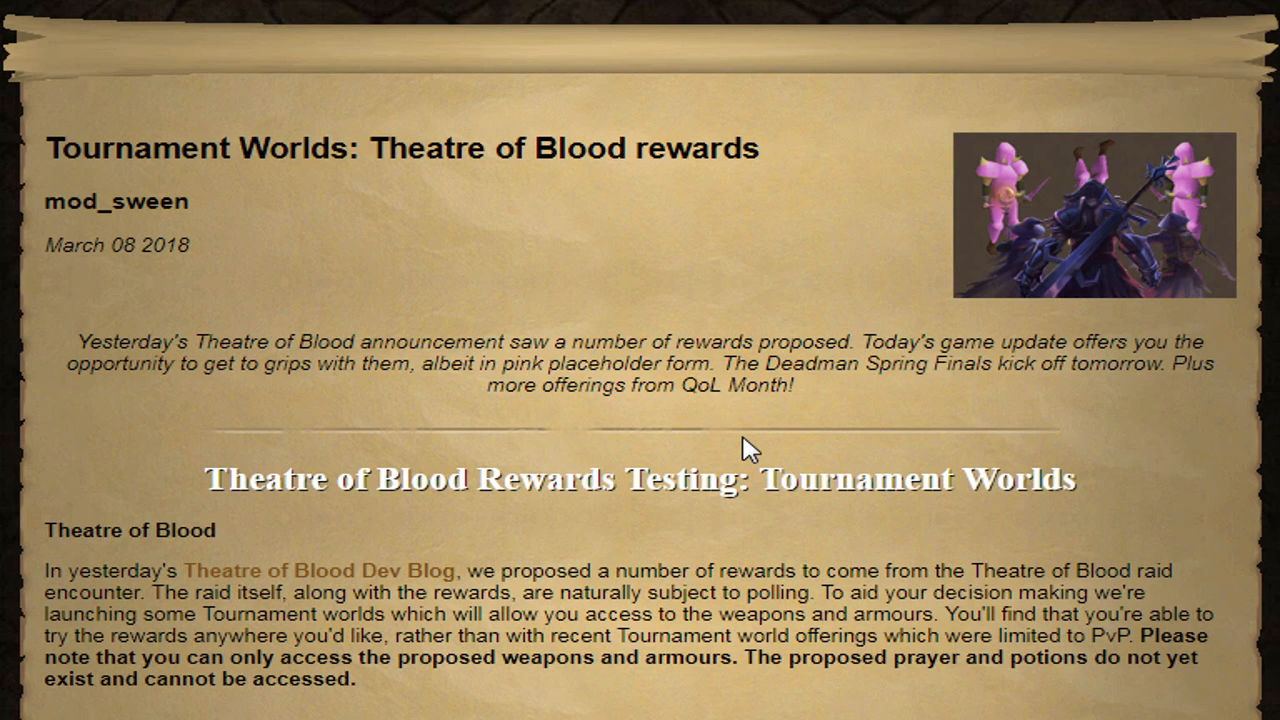 Tournament Worlds: Theatre of Blood rewards
mod_sween
March 08 2018
Yesterday's Theatre of Blood announcement saw a number of rewards proposed. Today's game update offers you the
opportunity to get to grips with them, albeit in pink placeholder form. The Deadman Spring Finals kick off tomorrow. Plus
more offerings from QoL Month!
Theatre of Blood Rewards Testing: Tournament Worlds
Theatre of Blood
In yesterday's Theatre of Blood Dev Blog, we proposed a number of rewards to come from the Theatre of Blood raid
encounter. The raid itself, along with the rewards, are naturally subject to polling. To aid your decision making we're
launching some Tournament worlds which will allow you access to the weapons and armours. You'll find that you're able to
try the rewards anywhere you'd like, rather than with recent Tournament world offerings which were limited to PvP. Please
note that you can only access the proposed weapons and armours. The proposed prayer and potions do not yet
exist and cannot be accessed.